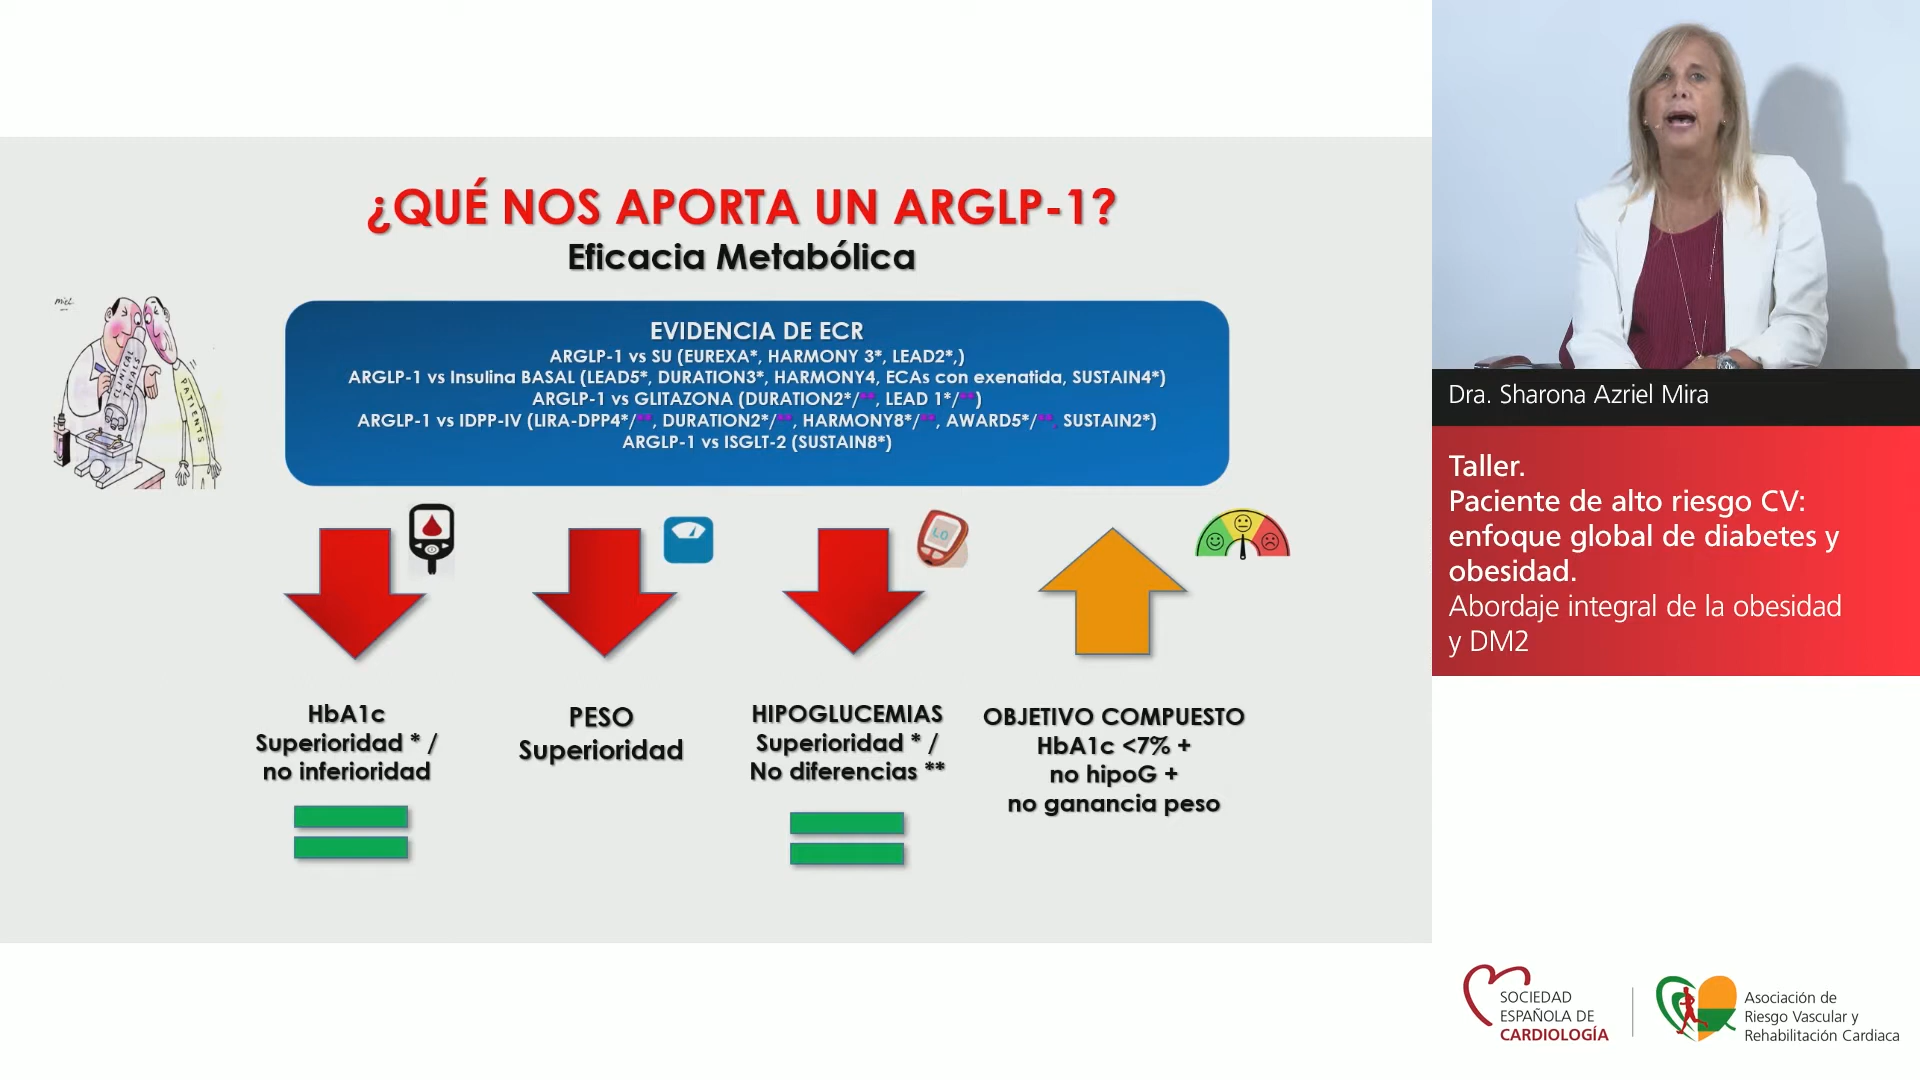 ¿QUÉ NOS APORTA UN ARGLP-1?
Eficacia Metabólica
CLINICAL
TRIALS
PATIENTS
EVIDENCIA DE ECR
ARGLP-1 vs SU (EUREXA*, HARMONY 3*, LEAD2*,)
ARGLP-1 vs Insulina BASAL (LEAD5*, DURATION3*, HARMONY4, ECAs con exenatida, SUSTAIN4*)
ARGLP-1 vs GLITAZONA (DURATION2*/**, LEAD 1*/**)
ARGLP-1 vs IDPP-IV (LIRA-DPP4*/**, DURATION2*/**, HARMONY8*/**, AWARD5*/**, SUSTAIN2*)
ARGLP-1 vs ISGLT-2 (SUSTAIN8*)
LO
HbA1c
Superioridad * /
no inferioridad
PESO
Superioridad
HIPOGLUCEMIAS
Superioridad * /
No diferencias **
OBJETIVO COMPUESTO
HbA1c <7% +
no hipoG +
no ganancia peso
Dra. Sharona Azriel Mira
Taller.
Paciente de alto riesgo CV:
enfoque global de diabetes y
obesidad.
Abordaje integral de la obesidad
y DM2
SOCIEDAD
ESPAÑOLA DE
CARDIOLOGÍA
Asociación de
Riesgo Vascular y
Rehabilitación Cardiaca